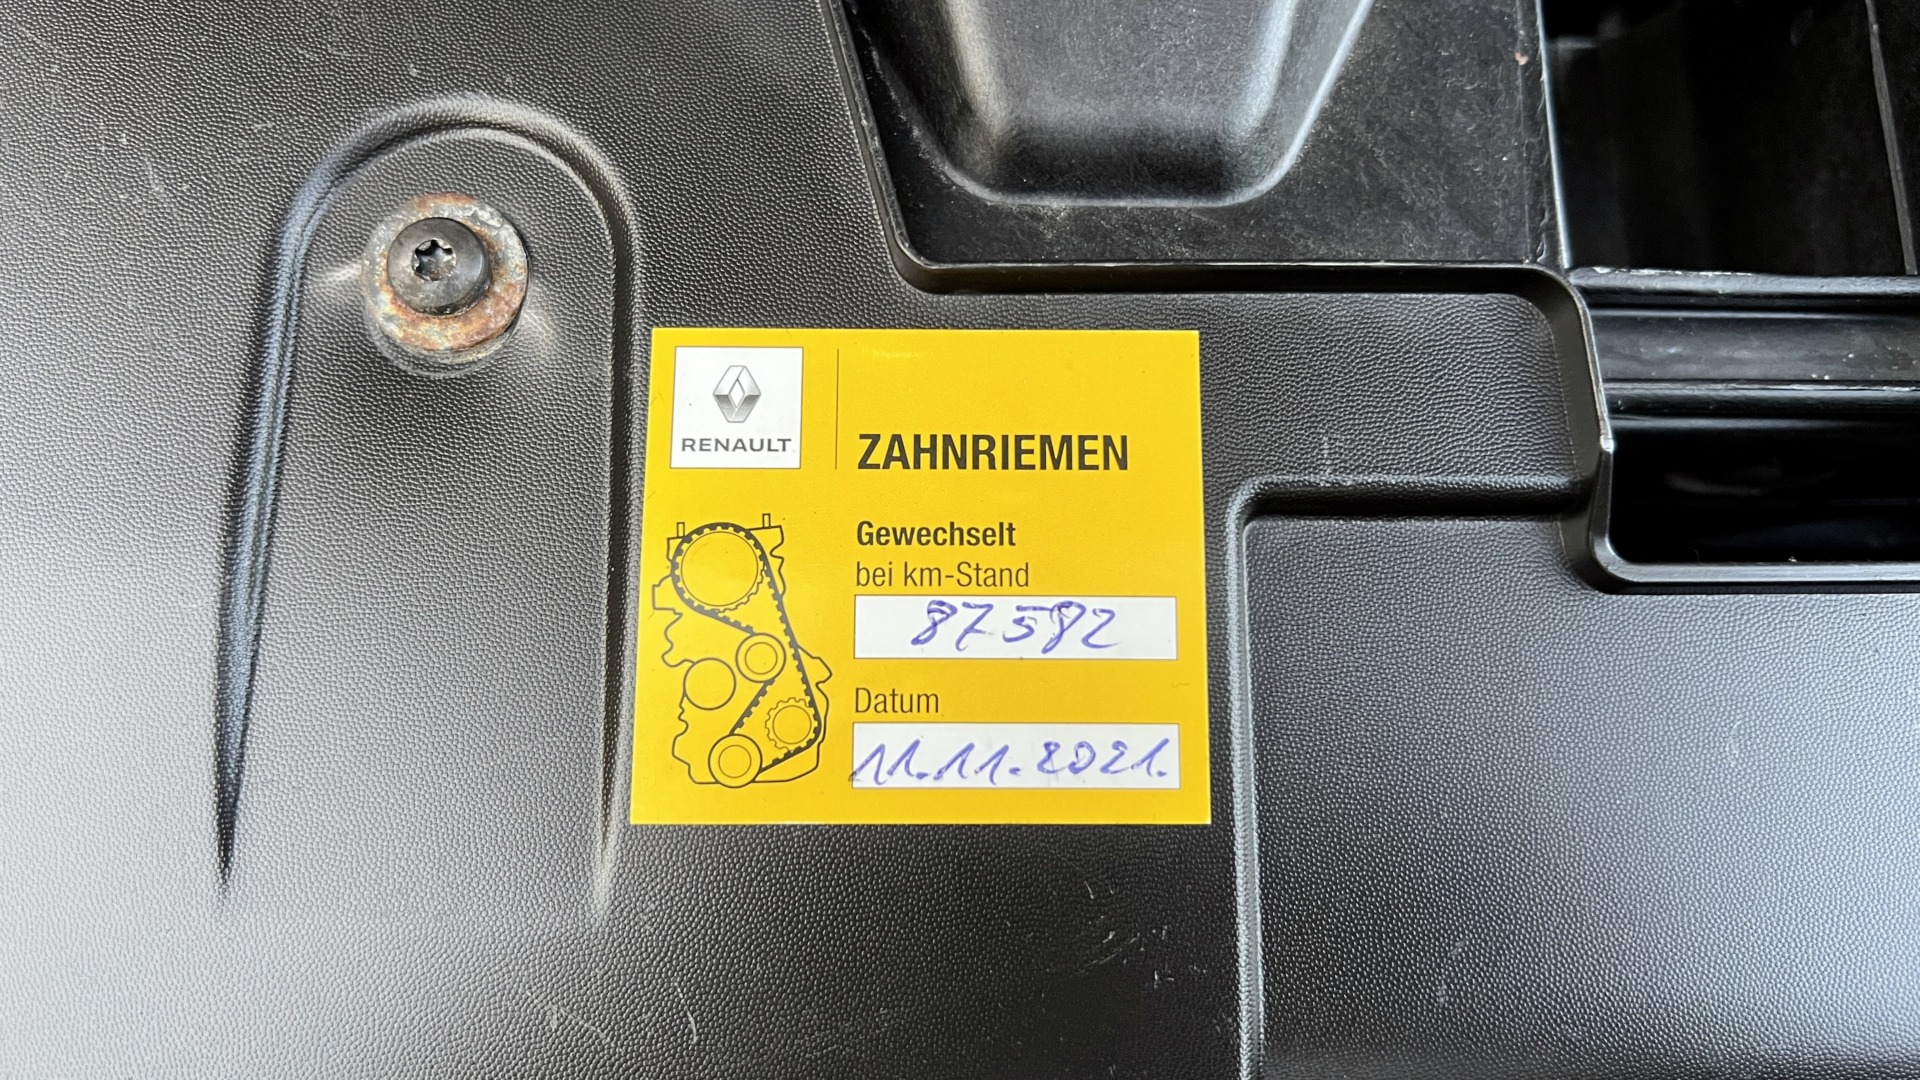 RENAULT
ZAHNRIEMEN
Gewechselt
bei km-Stand
87582
Datum
11.11.2021.